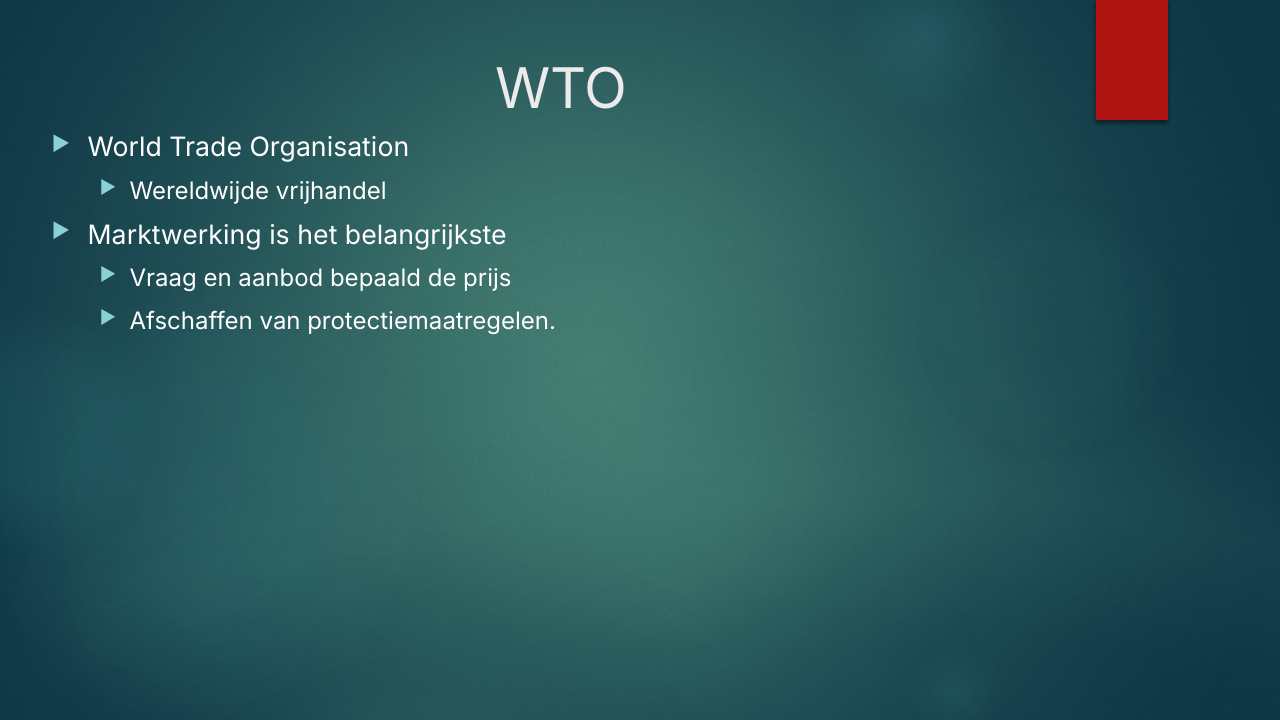 WTO
World Trade Organisation
Wereldwijde vrijhandel
Marktwerking is het belangrijkste
Vraag en aanbod bepaald de prijs
Afschaffen van protectiemaatregelen.